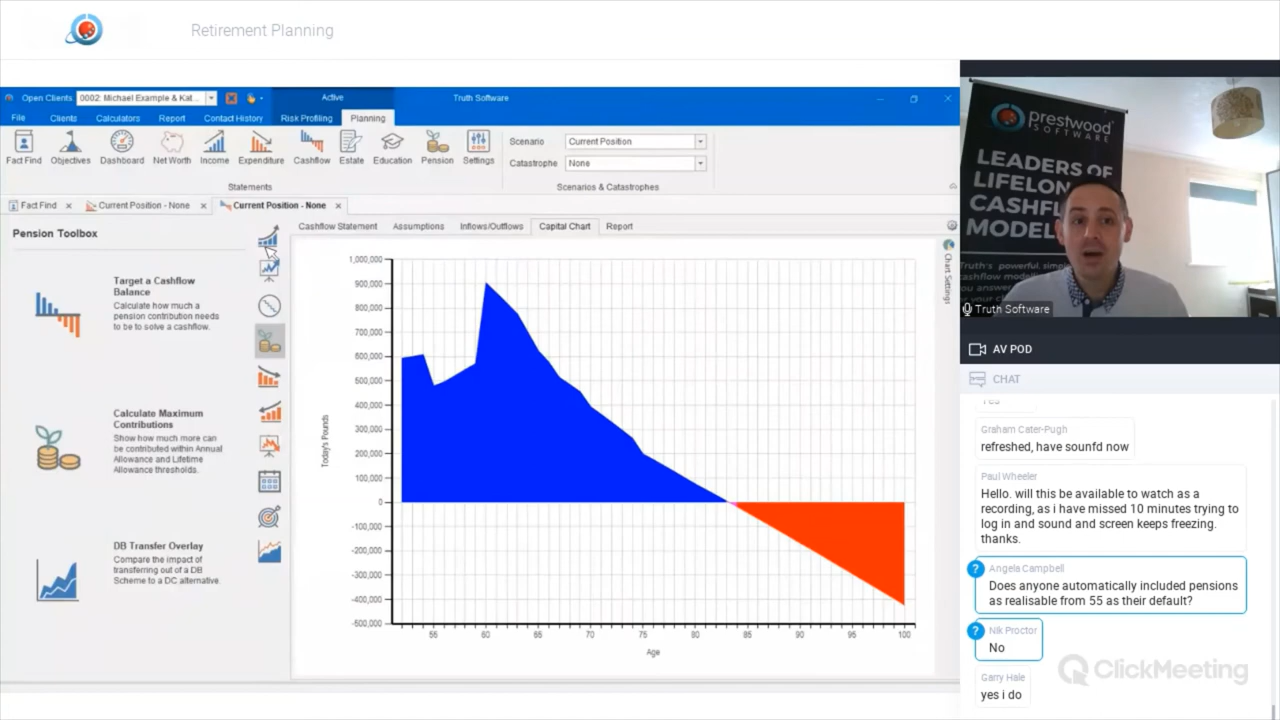 Retirement Planning
Open Clients
0002: Michael Example & Kat...
Active
Truth Software
File
Clients
Calculators
Report
Contact History
Risk Profiling
Planning
Fact Find
Objectives
Dashboard
Net Worth
Income
Expenditure
Cashflow
Estate
Education
Pension
Settings
Scenario
Current Position
Catastrophe
None
Statements
Scenarios & Catastrophes
Fact Find
Current Position - None
Current Position - None
Pension Toolbox
Target a Cashflow
Balance
Calculate how much a
pension contribution needs
to be to solve a cashflow.
Calculate Maximum
Contributions
Show how much more can
be contributed within Annual
Allowance and Lifetime
Allowance thresholds.
DB Transfer Overlay
Compare the impact of
transferring out of a DB
Scheme to a DC alternative.
Cashflow Statement
Assumptions
Inflows/Outflows
Capital Chart
Report
Chart Settings
1,000,000
900,000
800,000
700,000
600,000
500,000
400,000
300,000
200,000
100,000
0
-100,000
-200,000
-300,000
-400,000
-500,000
Today's Pounds
55
60
65
70
75
80
85
90
95
100
Age
prestwood
SOFTWARE
LEADERS OF
LIFELON
CASHFL
MODEL
Truth's powerful, simpl
cashflow modelling
Truth Software
AV POD
CHAT
Yes
Graham Cater-Pugh
refreshed, have sounfd now
Paul Wheeler
Hello. will this be available to watch as a
recording, as i have missed 10 minutes trying to
log in and sound and screen keeps freezing.
thanks.
? Angela Campbell
Does anyone automatically included pensions
as realisable from 55 as their default?
? Nik Proctor
No
Garry Hale
yes i do
ClickMeeting